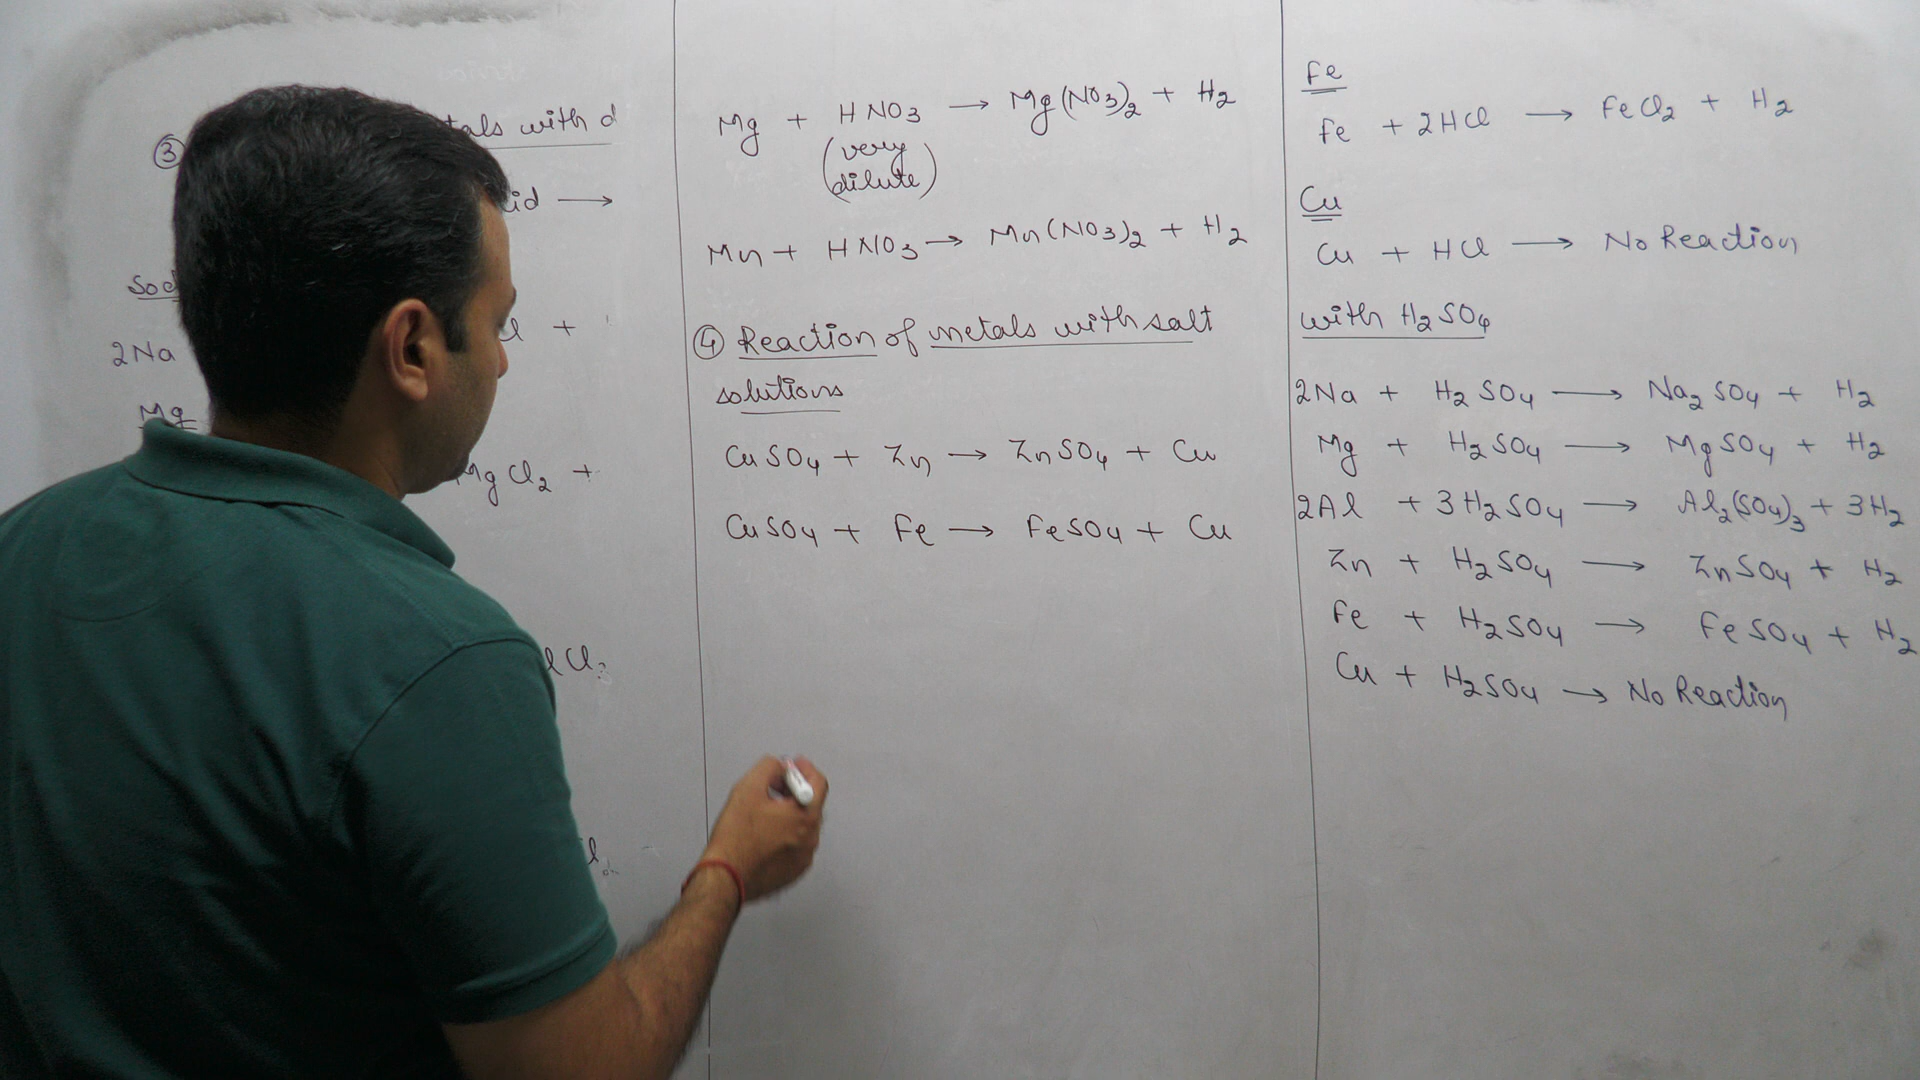 ③ tals with d
id →
Sod
l +
2Na
Mg
MgCl2 +
lCl3
Mg + HNO3 → Mg(NO3)2 + H2
(very
dilute)
Mn + HNO3 → Mn(NO3)2 + H2
④ Reaction of metals with salt
solutions
CuSO4 + Zn → ZnSO4 + Cu
CuSO4 + Fe → FeSO4 + Cu
Fe
Fe + 2HCl → FeCl2 + H2
Cu
Cu + HCl → No Reaction
with H2SO4
2Na + H2SO4 → Na2SO4 + H2
Mg + H2SO4 → MgSO4 + H2
2Al + 3H2SO4 → Al2(SO4)3 + 3H2
Zn + H2SO4 → ZnSO4 + H2
Fe + H2SO4 → FeSO4 + H2
Cu + H2SO4 → No Reaction